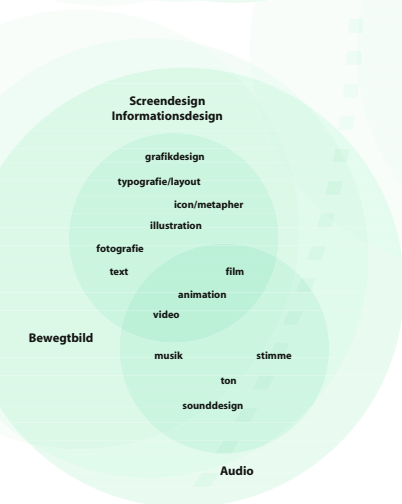 Screendesign
Informationsdesign
grafikdesign
typografie/layout
icon/metapher
illustration
fotografie
text
film
animation
video
Bewegtbild
musik
stimme
ton
sounddesign
Audio